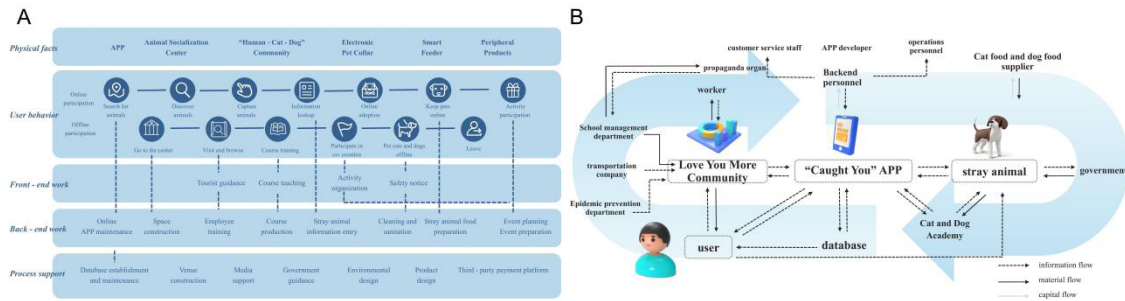 A
Physical facts
APP
Animal Socialization
Center
“Human - Cat - Dog”
Community
Electronic
Pet Collar
Smart
Feeder
Peripheral
Products
User behavior
Online
participation
Offline
participation
Search for
animals
Discover
animals
Capture
animals
Information
lookup
Online
adoption
Keep pets
online
Activity
participation
Go to the center
Visit and browse
Course training
Participate in
co-creation
Pet cats and dogs
offline
Leave
Front - end work
Tourist guidance
Course teaching
Activity
organization
Safety notice
Back - end work
Online
APP maintenance
Space
construction
Employee
training
Course
production
Stray animal
information entry
Cleaning and
sanitation
Stray animal food
preparation
Event planning
Event preparation
Process support
Database establishment
and maintenance
Venue
construction
Media
support
Government
guidance
Environmental
design
Product
design
Third - party payment platform
B
customer service staff
APP developer
operations
personnel
propaganda organ
Backend
personnel
Cat food and dog food
supplier
worker
School management
department
transportation
company
Love You More
Community
“Caught You” APP
stray animal
government
Epidemic prevention
department
user
database
Cat and Dog
Academy
information flow
material flow
capital flow